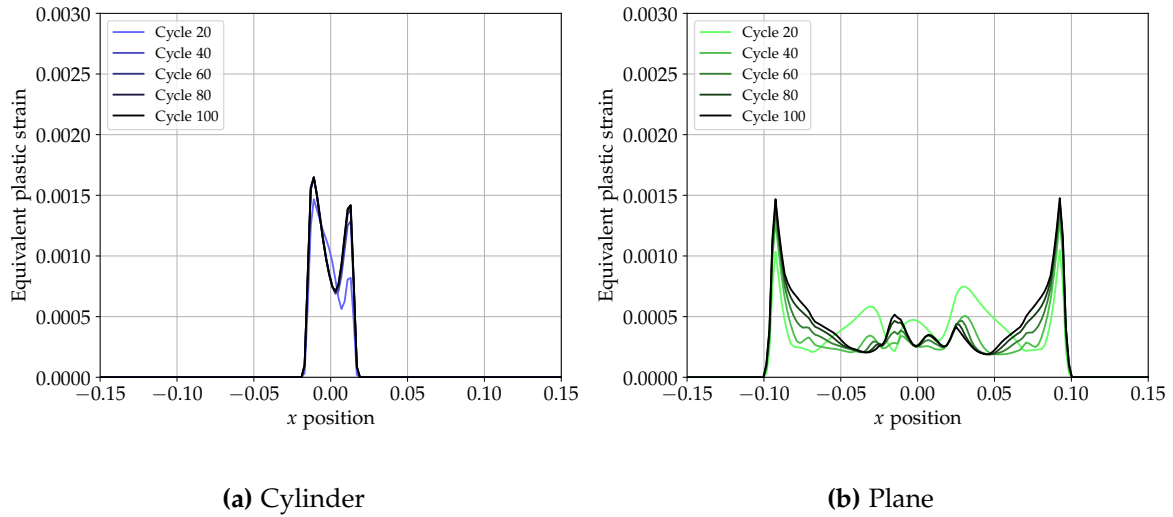 0.0030
0.0025
0.0020
0.0015
0.0010
0.0005
0.0000
Equivalent plastic strain
Cycle 20
Cycle 40
Cycle 60
Cycle 80
Cycle 100
−0.15 −0.10 −0.05 0.00 0.05 0.10 0.15
x position
(a) Cylinder
0.0030
0.0025
0.0020
0.0015
0.0010
0.0005
0.0000
Equivalent plastic strain
Cycle 20
Cycle 40
Cycle 60
Cycle 80
Cycle 100
−0.15 −0.10 −0.05 0.00 0.05 0.10 0.15
x position
(b) Plane